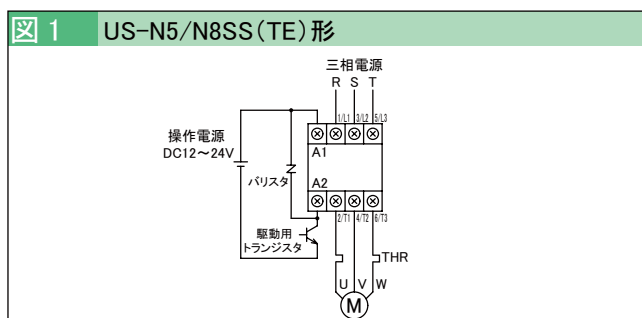 図 1 US-N5/N8SS(TE)形
三相電源
R S T
1/L1 3/L2 5/L3
操作電源
DC12～24V
A1
バリスタ
A2
2/T1 4/T2 6/T3
駆動用
トランジスタ
THR
U V W
M